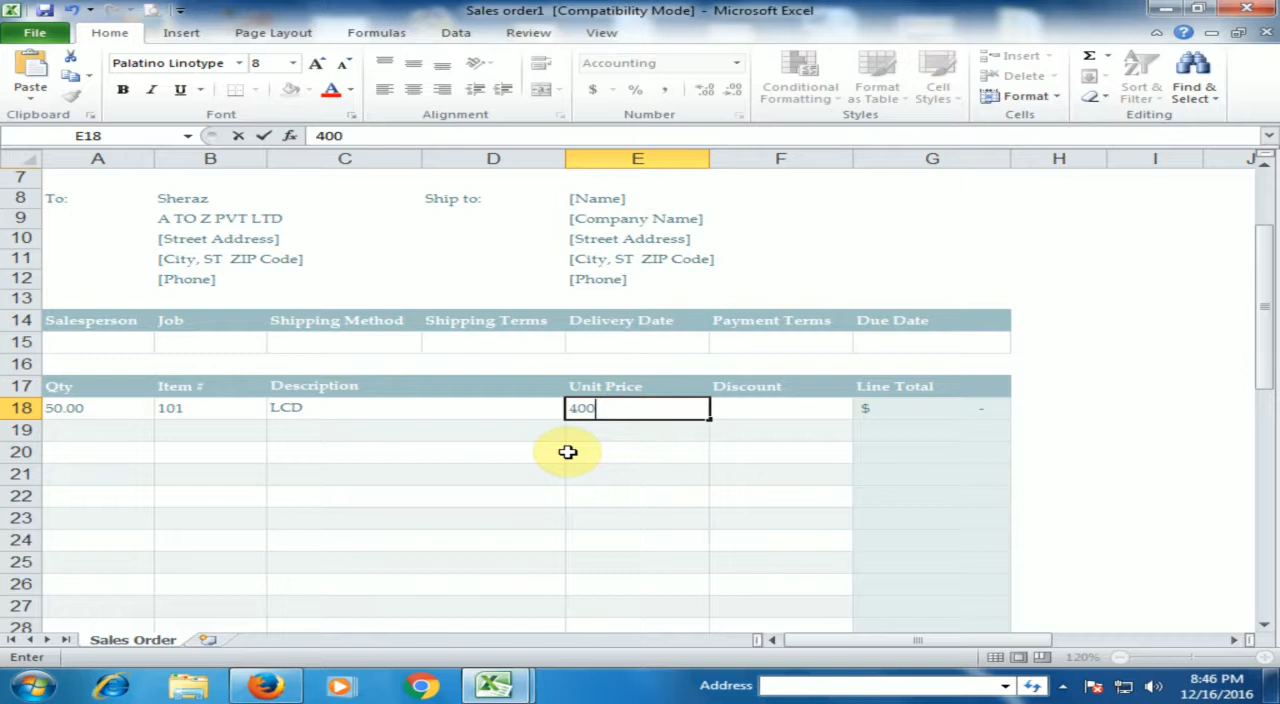 Sales order1 [Compatibility Mode] - Microsoft Excel
File Home Insert Page Layout Formulas Data Review View
Paste
Palatino Linotype 8
B I U
Accounting
$ % ,
Conditional Formatting
Format as Table
Cell Styles
Insert
Delete
Format
Sort & Filter
Find & Select
Clipboard Font Alignment Number Styles Cells Editing
E18 fx 400
A B C D E F G H I J
7
8 To: Sheraz Ship to: [Name]
9 A TO Z PVT LTD [Company Name]
10 [Street Address] [Street Address]
11 [City, ST ZIP Code] [City, ST ZIP Code]
12 [Phone] [Phone]
13
14 Salesperson Job Shipping Method Shipping Terms Delivery Date Payment Terms Due Date
15
16
17 Qty Item # Description Unit Price Discount Line Total
18 50.00 101 LCD 400 $ -
19
20
21
22
23
24
25
26
27
28
Sales Order
Enter 120%
Address
8:46 PM
12/16/2016